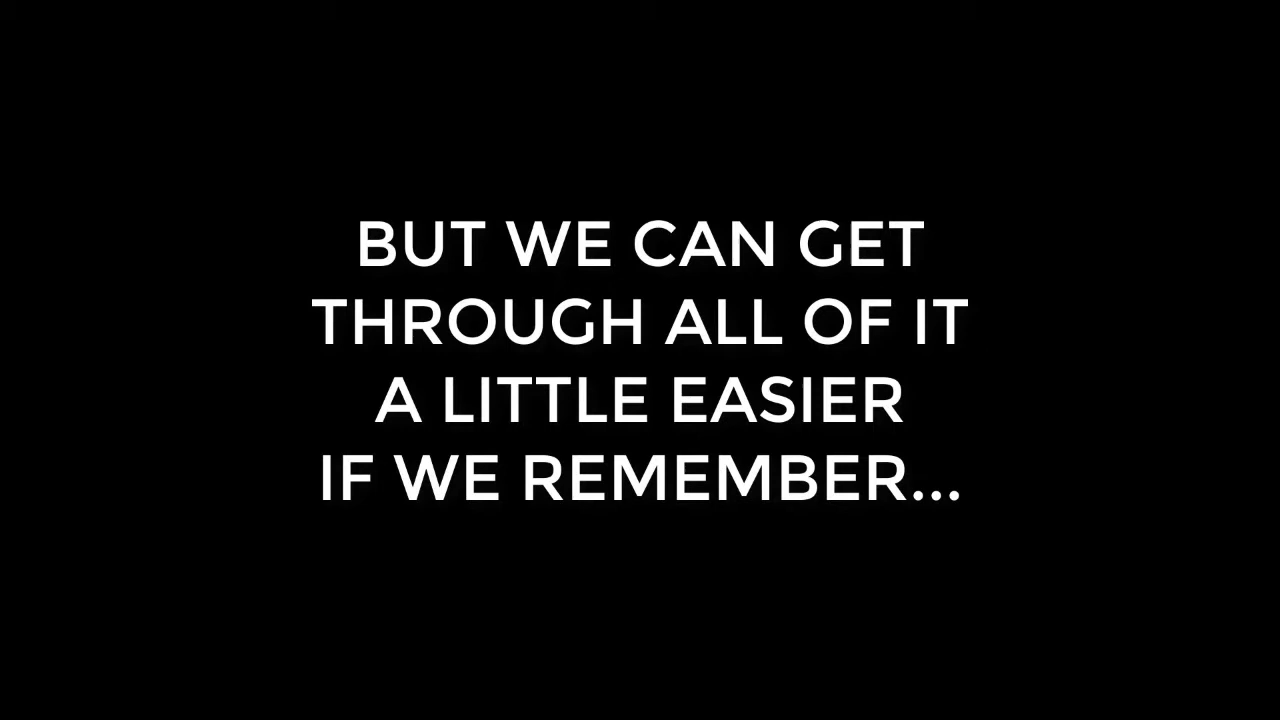 BUT WE CAN GET
THROUGH ALL OF IT
A LITTLE EASIER
IF WE REMEMBER...